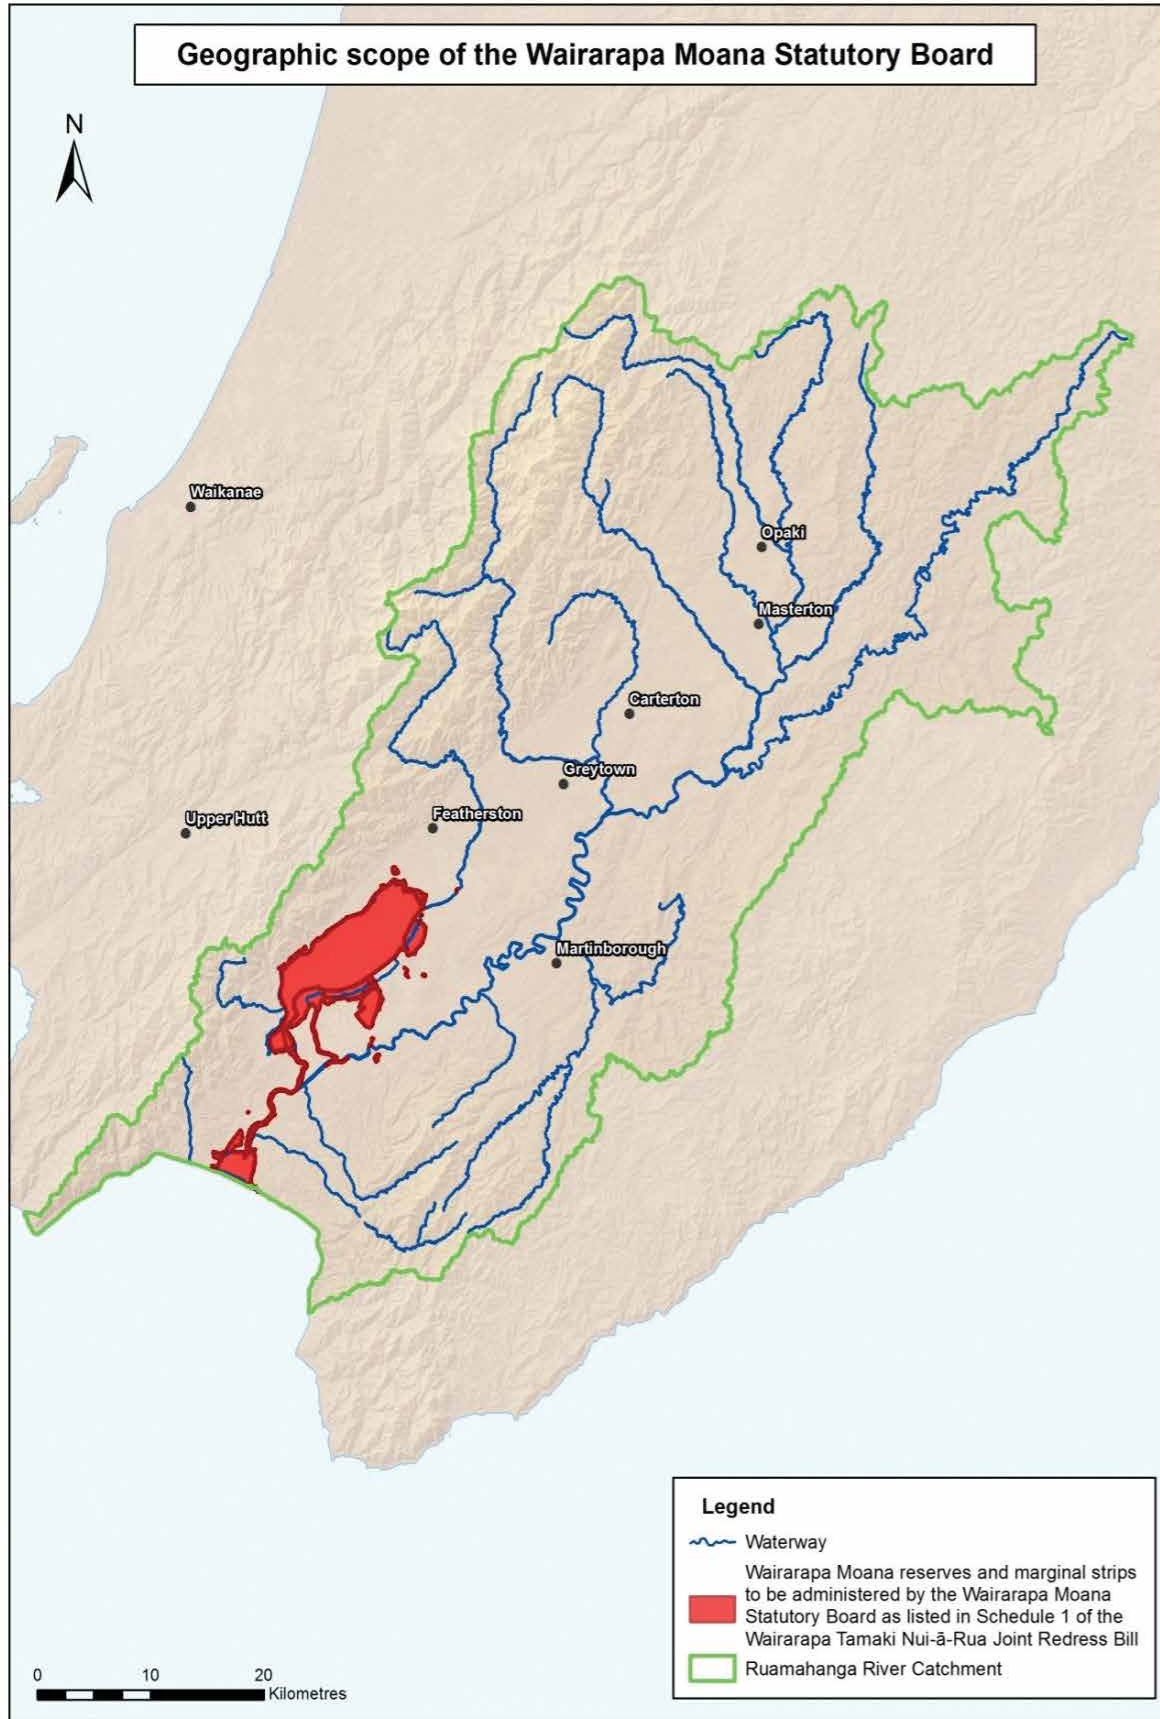 Geographic scope of the Wairarapa Moana Statutory Board
N
Waikanae
Opaki
Masterton
Carterton
Greytown
Upper Hutt
Featherston
Martinborough
Legend
Waterway
Wairarapa Moana reserves and marginal strips
to be administered by the Wairarapa Moana
Statutory Board as listed in Schedule 1 of the
Wairarapa Tamaki Nui-ā-Rua Joint Redress Bill
Ruamahanga River Catchment
0 10 20
Kilometres